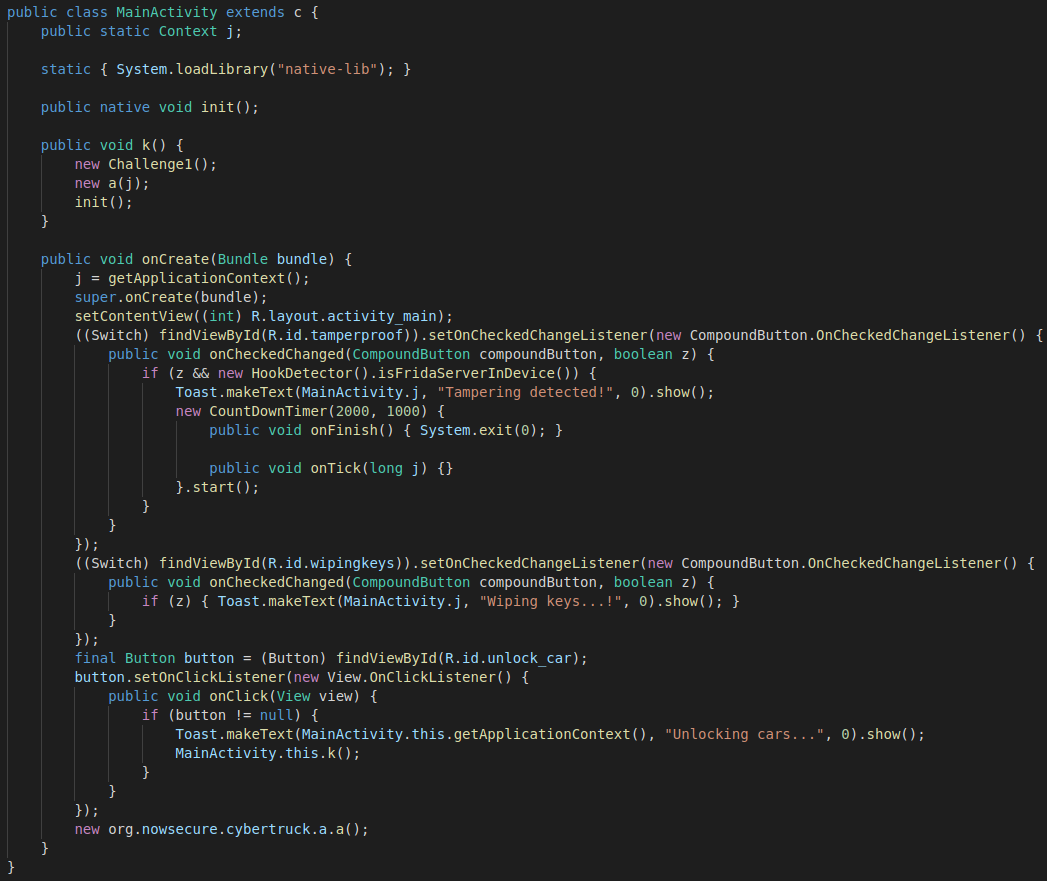 public class MainActivity extends c {
    public static Context j;

    static { System.loadLibrary("native-lib"); }

    public native void init();

    public void k() {
        new Challenge1();
        new a(j);
        init();
    }

    public void onCreate(Bundle bundle) {
        j = getApplicationContext();
        super.onCreate(bundle);
        setContentView((int) R.layout.activity_main);
        ((Switch) findViewById(R.id.tamperproof)).setOnCheckedChangeListener(new CompoundButton.OnCheckedChangeListener() {
            public void onCheckedChanged(CompoundButton compoundButton, boolean z) {
                if (z && new HookDetector().isFridaServerInDevice()) {
                    Toast.makeText(MainActivity.j, "Tampering detected!", 0).show();
                    new CountDownTimer(2000, 1000) {
                        public void onFinish() { System.exit(0); }

                        public void onTick(long j) {}
                    }.start();
                }
            }
        });
        ((Switch) findViewById(R.id.wipingkeys)).setOnCheckedChangeListener(new CompoundButton.OnCheckedChangeListener() {
            public void onCheckedChanged(CompoundButton compoundButton, boolean z) {
                if (z) { Toast.makeText(MainActivity.j, "Wiping keys...!", 0).show(); }
            }
        });
        final Button button = (Button) findViewById(R.id.unlock_car);
        button.setOnClickListener(new View.OnClickListener() {
            public void onClick(View view) {
                if (button != null) {
                    Toast.makeText(MainActivity.this.getApplicationContext(), "Unlocking cars...", 0).show();
                    MainActivity.this.k();
                }
            }
        });
        new org.nowsecure.cybertruck.a.a();
    }
}